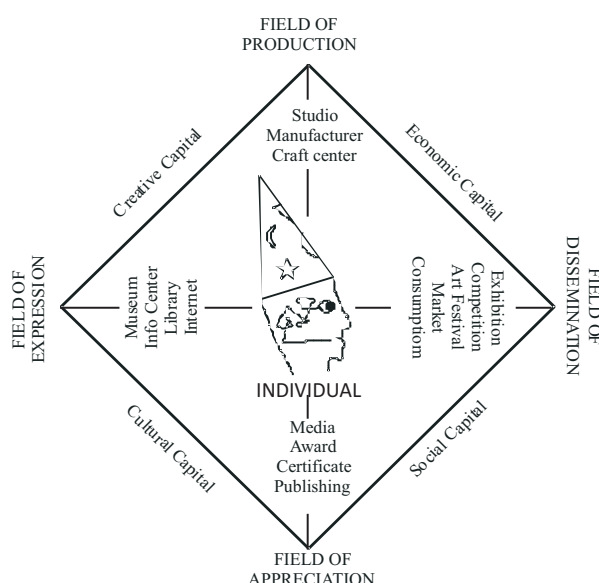 FIELD OF
PRODUCTION
Studio
Manufacturer
Craft center
Creative Capital
Economic Capital
FIELD OF
EXPRESSION
Museum
Info Center
Library
Internet
Exhibition
Competition
Art Festival
Market
Consumptiom
FIELD OF
DISSEMINATION
INDIVIDUAL
Media
Award
Certificate
Publishing
Cultural Capital
Social Capital
FIELD OF
APPRECIATION